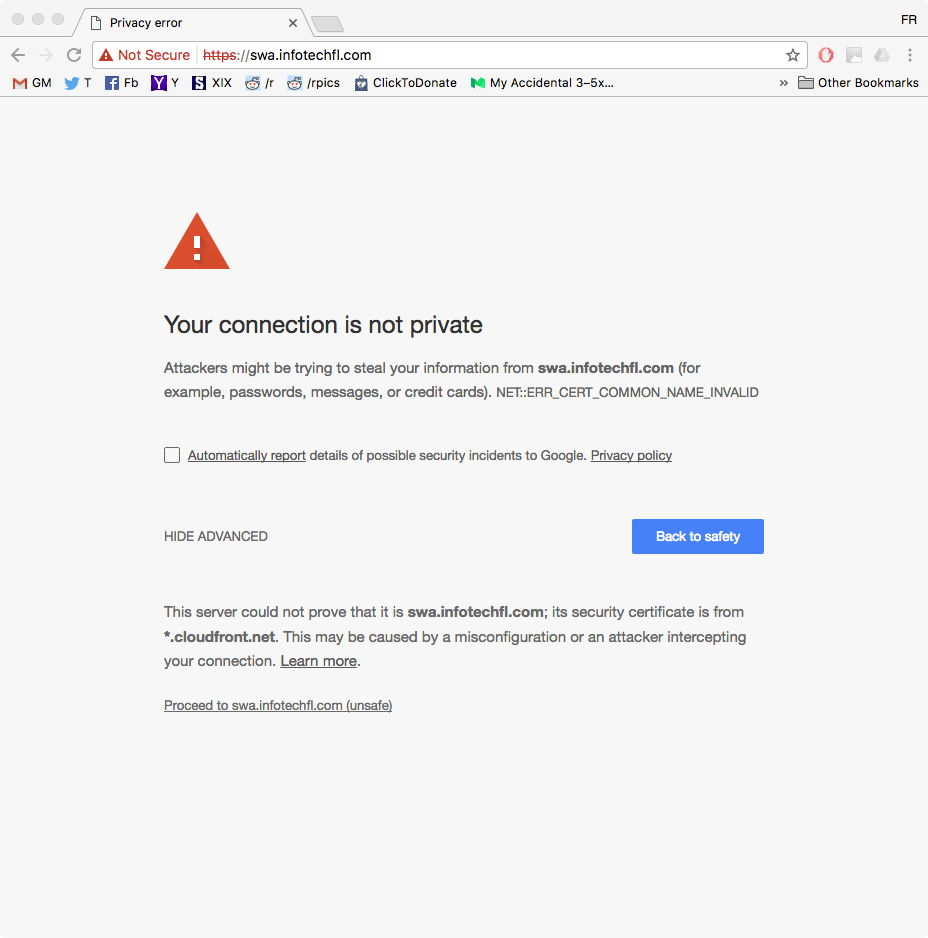 Privacy error
FR
Not Secure https://swa.infotechfl.com
GM T Fb Y XIX /r /rpics ClickToDonate My Accidental 3–5x... » Other Bookmarks
Your connection is not private
Attackers might be trying to steal your information from swa.infotechfl.com (for
example, passwords, messages, or credit cards). NET::ERR_CERT_COMMON_NAME_INVALID
Automatically report details of possible security incidents to Google. Privacy policy
HIDE ADVANCED
Back to safety
This server could not prove that it is swa.infotechfl.com; its security certificate is from
*.cloudfront.net. This may be caused by a misconfiguration or an attacker intercepting
your connection. Learn more.
Proceed to swa.infotechfl.com (unsafe)